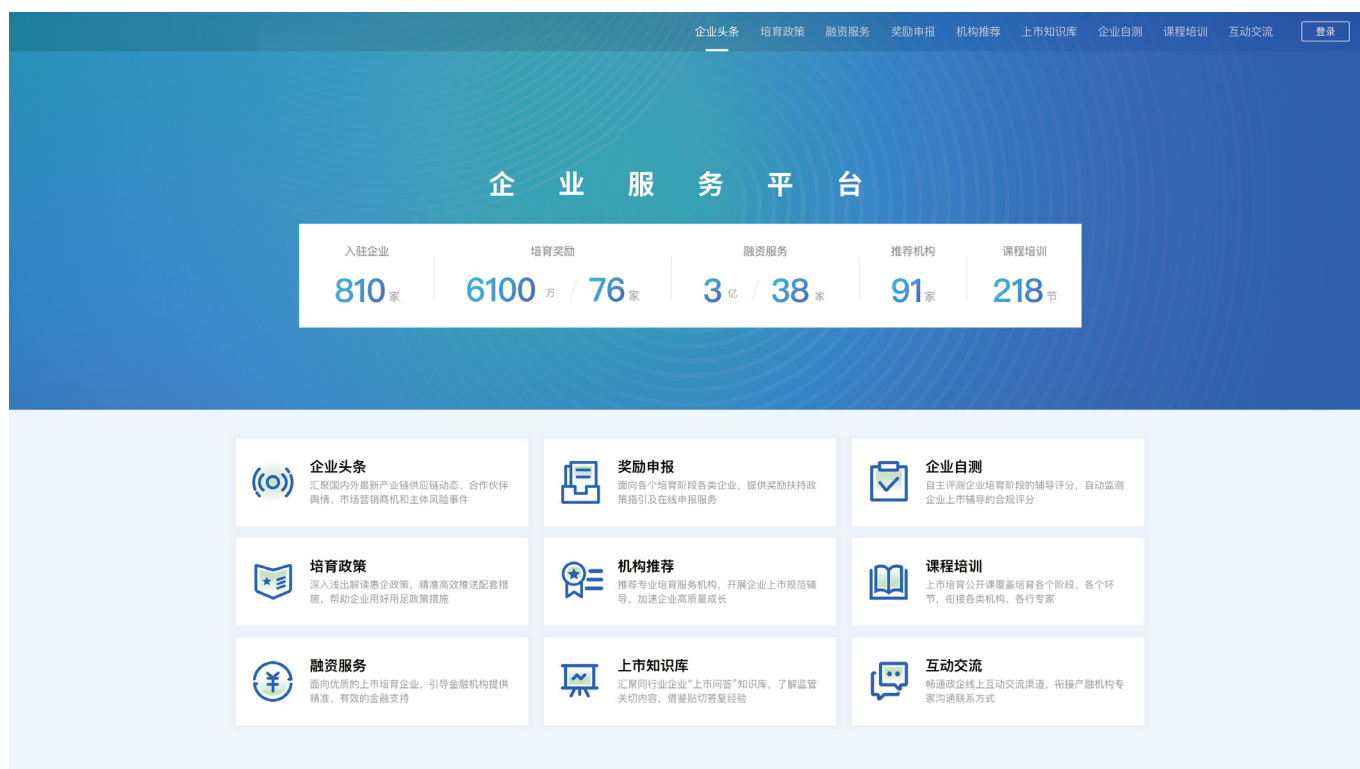 企业头条 培育政策 融资服务 奖励申报 机构推荐 上市知识库 企业自测 课程培训 互动交流 登录
企业服务平台
入驻企业 培育奖励 融资服务 推荐机构 课程培训
810家 6100万/76家 3亿/38家 91家 218节
企业头条
汇聚国内外最新产业链供应链动态、合作伙伴
舆情、市场营销商机和主体风险事件
奖励申报
面向各个培育阶段各类企业，提供奖励扶持政
策指引及在线申报服务
企业自测
自主评测企业培育阶段的辅导评分，自动监测
企业上市辅导的合规评分
培育政策
深入浅出解读惠企政策，精准高效推送配套措
施，帮助企业用好用足政策措施
机构推荐
推荐专业培育服务机构，开展企业上市规范辅
导，加速企业高质量成长
课程培训
上市培育公开课覆盖培育各个阶段、各个环
节，衔接各类机构、各行专家
融资服务
面向优质的上市培育企业，引导金融机构提供
精准、有效的金融支持
上市知识库
汇聚同行业企业“上市问答”知识库，了解监管
关切内容，借鉴贴切答复经验
互动交流
畅通政企线上互动交流渠道，衔接产融机构专
家沟通联系方式